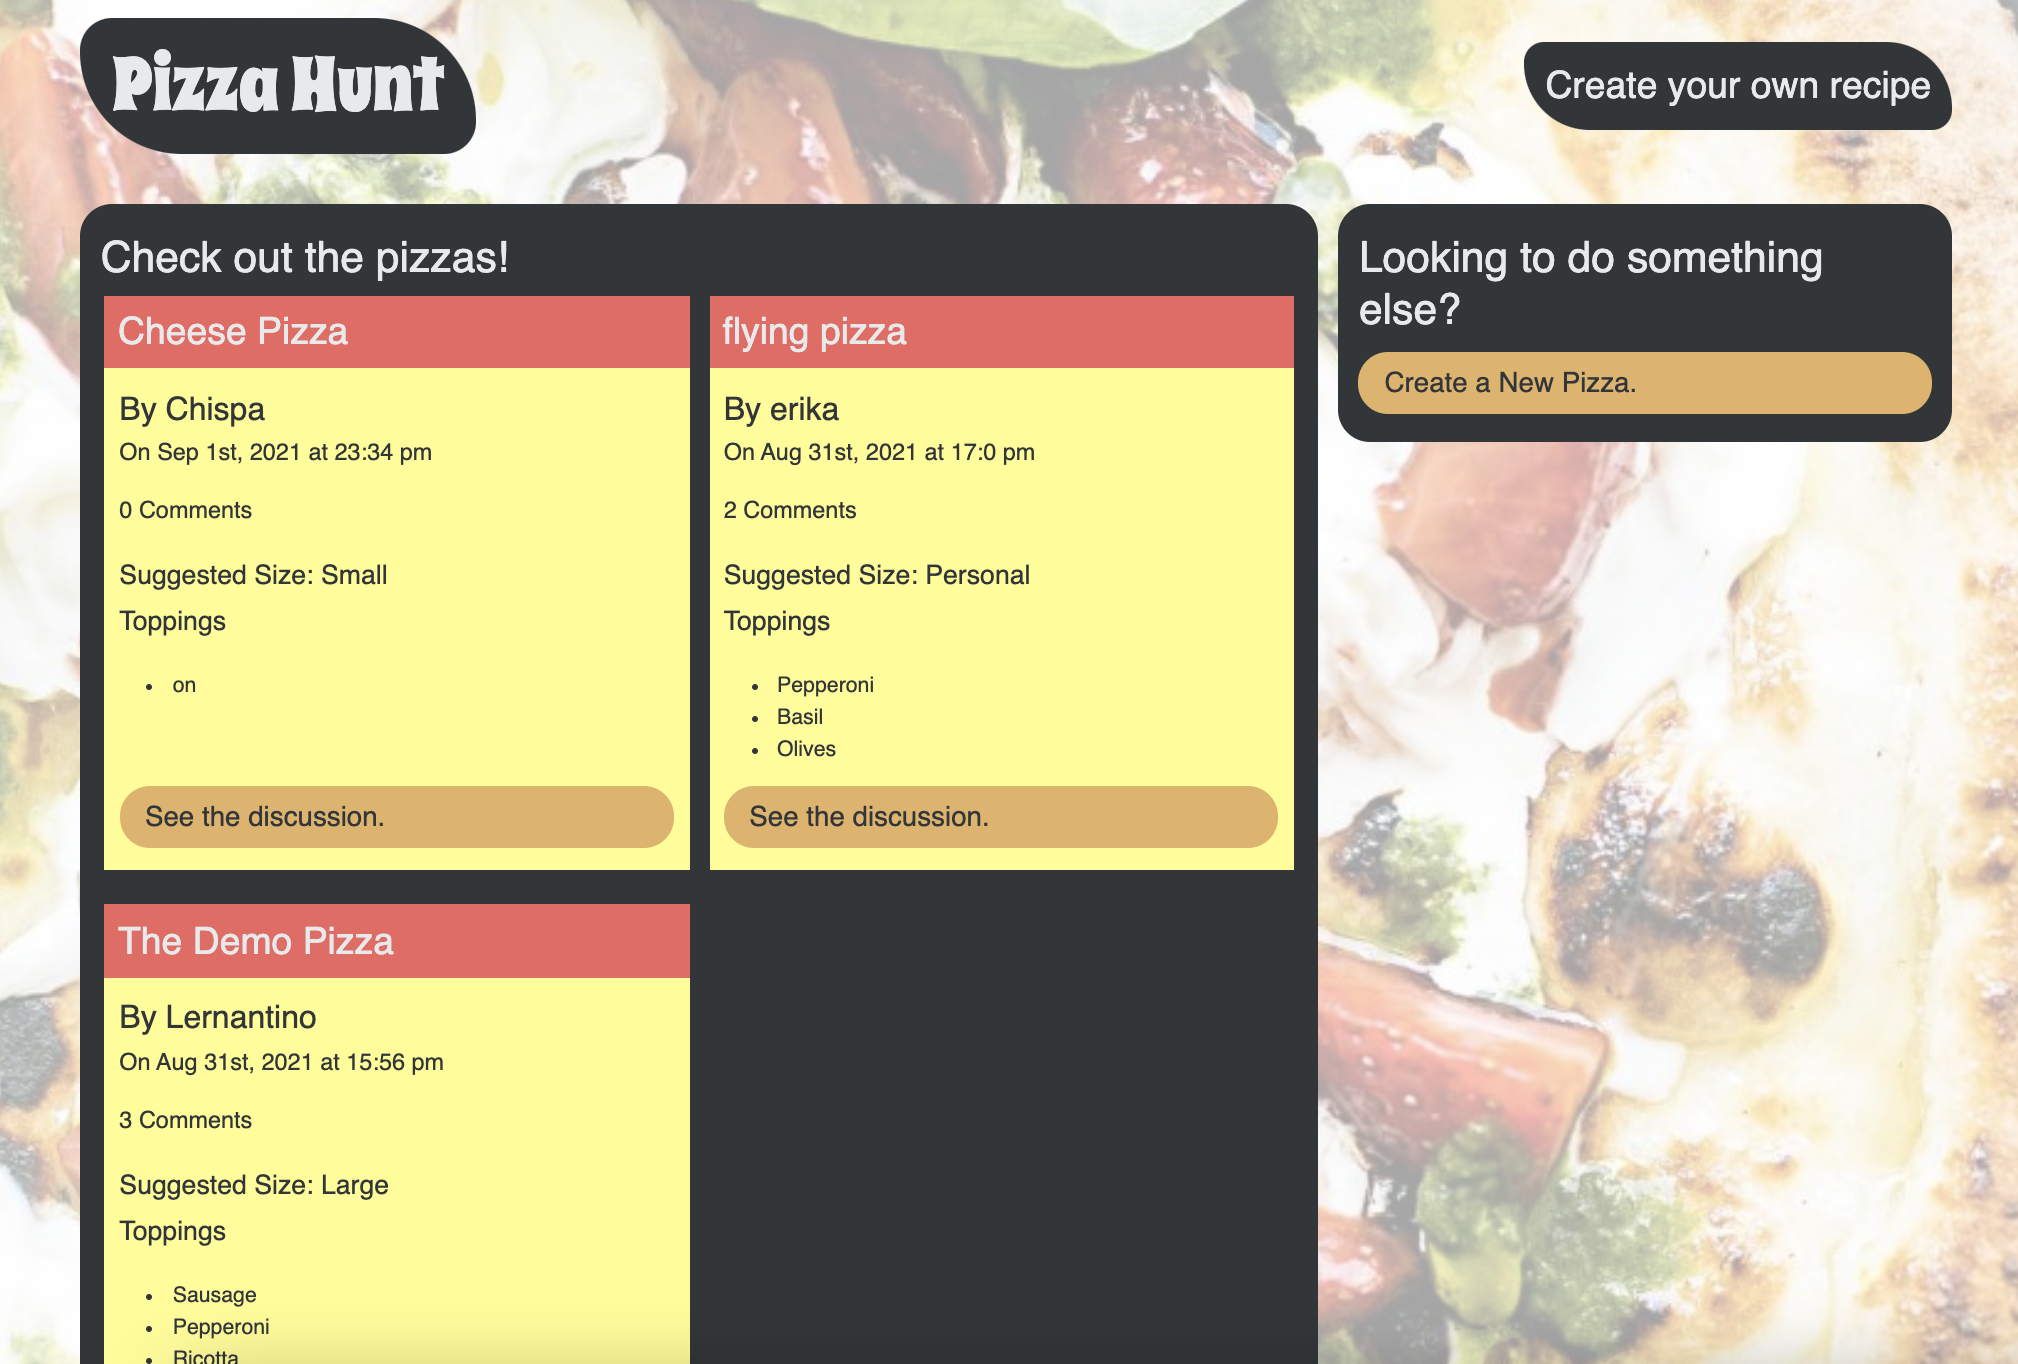 Pizza Hunt
Create your own recipe
Check out the pizzas!
Cheese Pizza
By Chispa
On Sep 1st, 2021 at 23:34 pm
0 Comments
Suggested Size: Small
Toppings
on
See the discussion.
flying pizza
By erika
On Aug 31st, 2021 at 17:0 pm
2 Comments
Suggested Size: Personal
Toppings
Pepperoni
Basil
Olives
See the discussion.
The Demo Pizza
By Lernantino
On Aug 31st, 2021 at 15:56 pm
3 Comments
Suggested Size: Large
Toppings
Sausage
Pepperoni
Ricotta
Looking to do something
else?
Create a New Pizza.